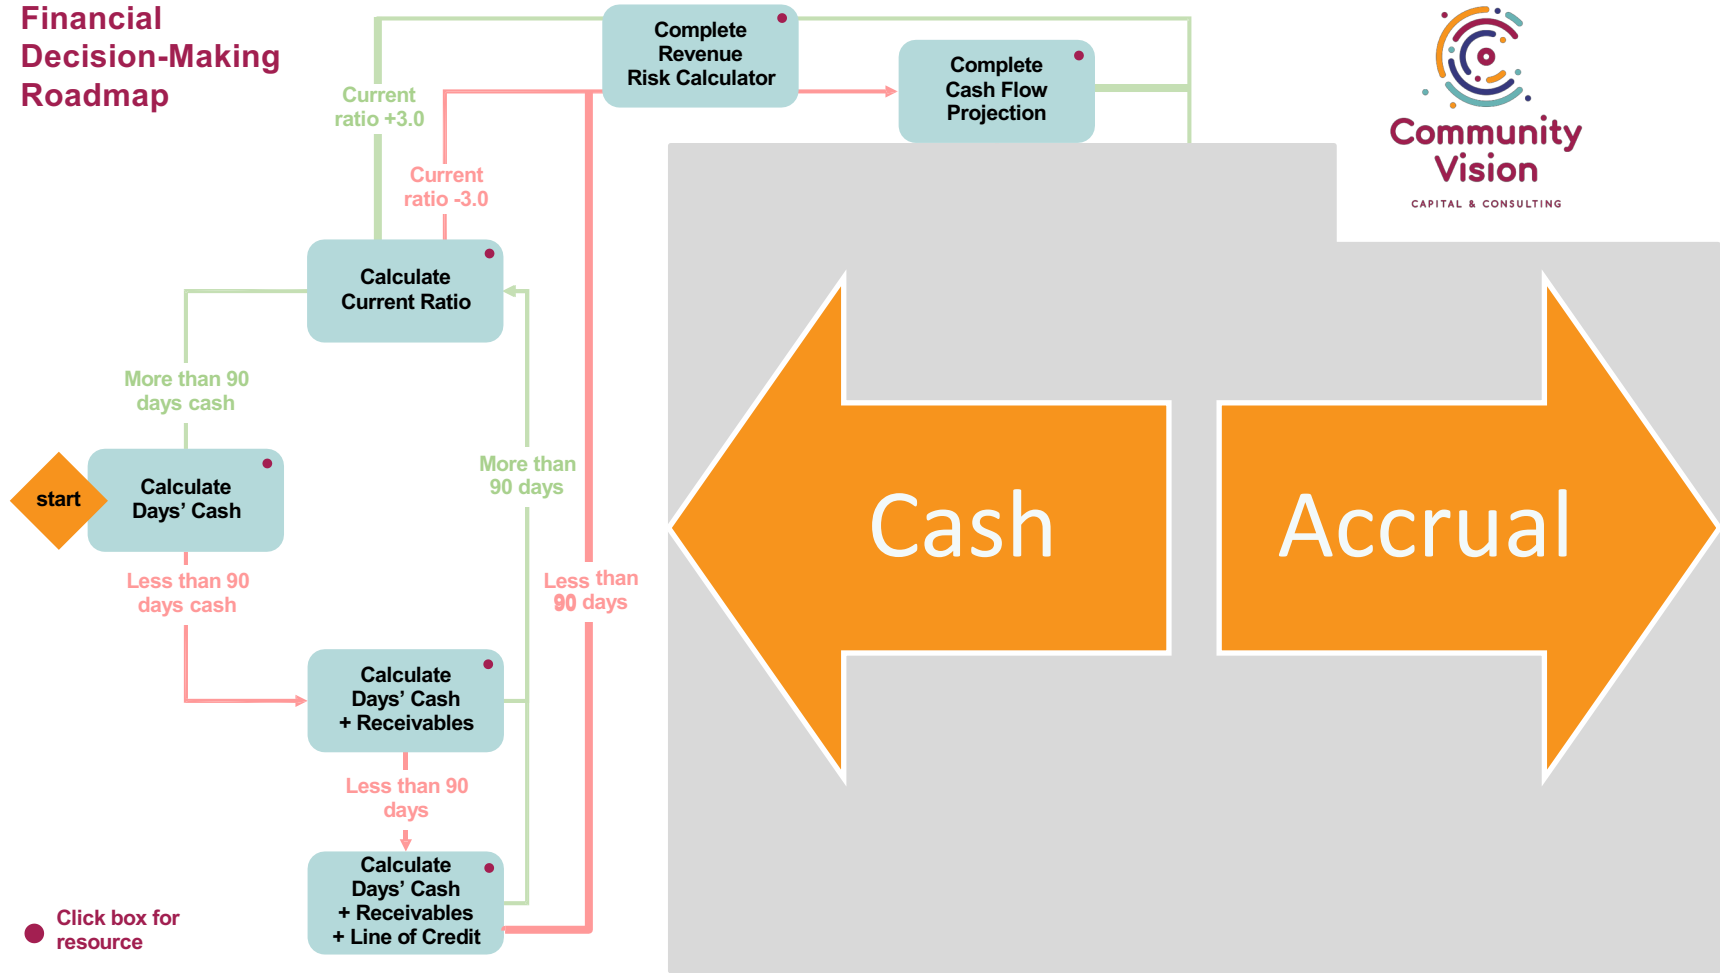 Financial
Decision-Making
Roadmap
Complete
Revenue
Risk Calculator
Complete
Cash Flow
Projection
Community
Vision
CAPITAL & CONSULTING
Current
ratio +3.0
Current
ratio -3.0
Calculate
Current Ratio
More than 90
days cash
start
Calculate
Days’ Cash
More than
90 days
Less than 90
days cash
Less than
90 days
Cash
Accrual
Calculate
Days’ Cash
+ Receivables
Less than 90
days
Calculate
Days’ Cash
+ Receivables
+ Line of Credit
Click box for
resource